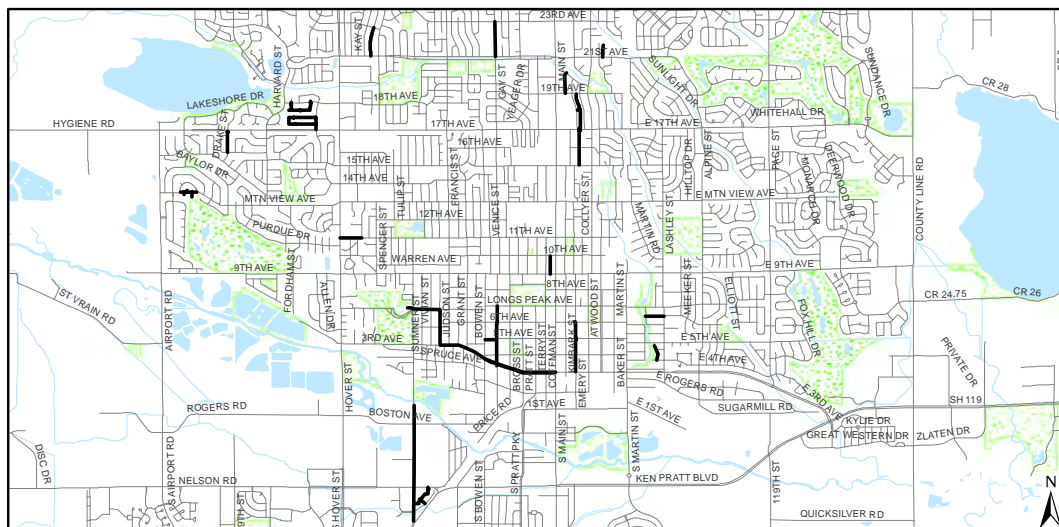 23RD AVE
KAY ST
21ST AVE
MAIN ST
GAY ST
YEAGER DR
19TH AVE
18TH AVE
HARVARD ST
LAKESHORE DR
SUNLIGHT DR
SUNDANCE DR
CR 28
WHITEHALL DR
HYGIENE RD
DRAKE ST
17TH AVE
E 17TH AVE
16TH AVE
15TH AVE
14TH AVE
BAYLOR DR
MTN VIEW AVE
E MTN VIEW AVE
TULIP ST
FRANCIS ST
VENICE ST
COLLYER ST
HILLTOP DR
ALPINE ST
PACE ST
MONARCH DR
DEERWOOD DR
COUNTY LINE RD
12TH AVE
11TH AVE
10TH AVE
PURDUE DR
SPENCER ST
WARREN AVE
MARTIN RD
LASHLEY ST
9TH AVE
E 9TH AVE
8TH AVE
FORDHAM ST
ALLEN DR
ST VRAIN RD
AIRPORT RD
LONGS PEAK AVE
6TH AVE
5TH AVE
E 5TH AVE
3RD AVE
S SUMNER ST
VIVIAN ST
JUDSON ST
GRANT ST
BOWEN ST
SPRUCE AVE
BROSS ST
PRATT ST
TERRY ST
COFFMAN ST
KIMBARK ST
EMERY ST
ATWOOD ST
MARTIN ST
BAKER ST
MEEKER ST
ELLIOTT ST
E 4TH AVE
FOX HILL DR
CR 24.75
CR 26
PRIVATE DR
HOVER ST
ROGERS RD
BOSTON AVE
PRICE RD
1ST AVE
E 1ST AVE
E ROGERS RD
SUGARMILL RD
E 3RD AVE
SH 119
KYLIE DR
GREAT WESTERN DR
ZLATEN DR
DISC DR
S AIRPORT RD
NELSON RD
S HOVER ST
S BOWEN ST
S PRATT PKY
S MAIN ST
S MARTIN ST
KEN PRATT BLVD
119TH ST
QUICKSILVER RD
N